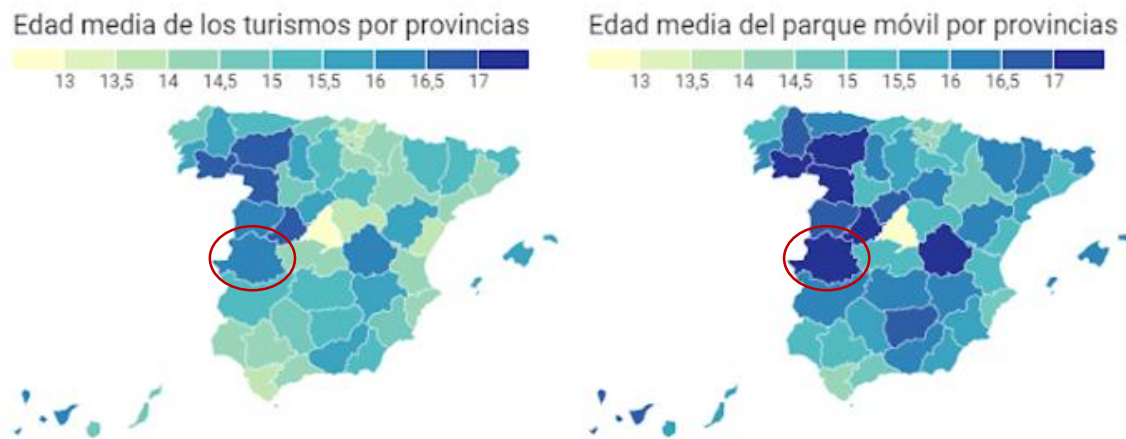 Edad media de los turismos por provincias
13 13,5 14 14,5 15 15,5 16 16,5 17
Edad media del parque móvil por provincias
13 13,5 14 14,5 15 15,5 16 16,5 17